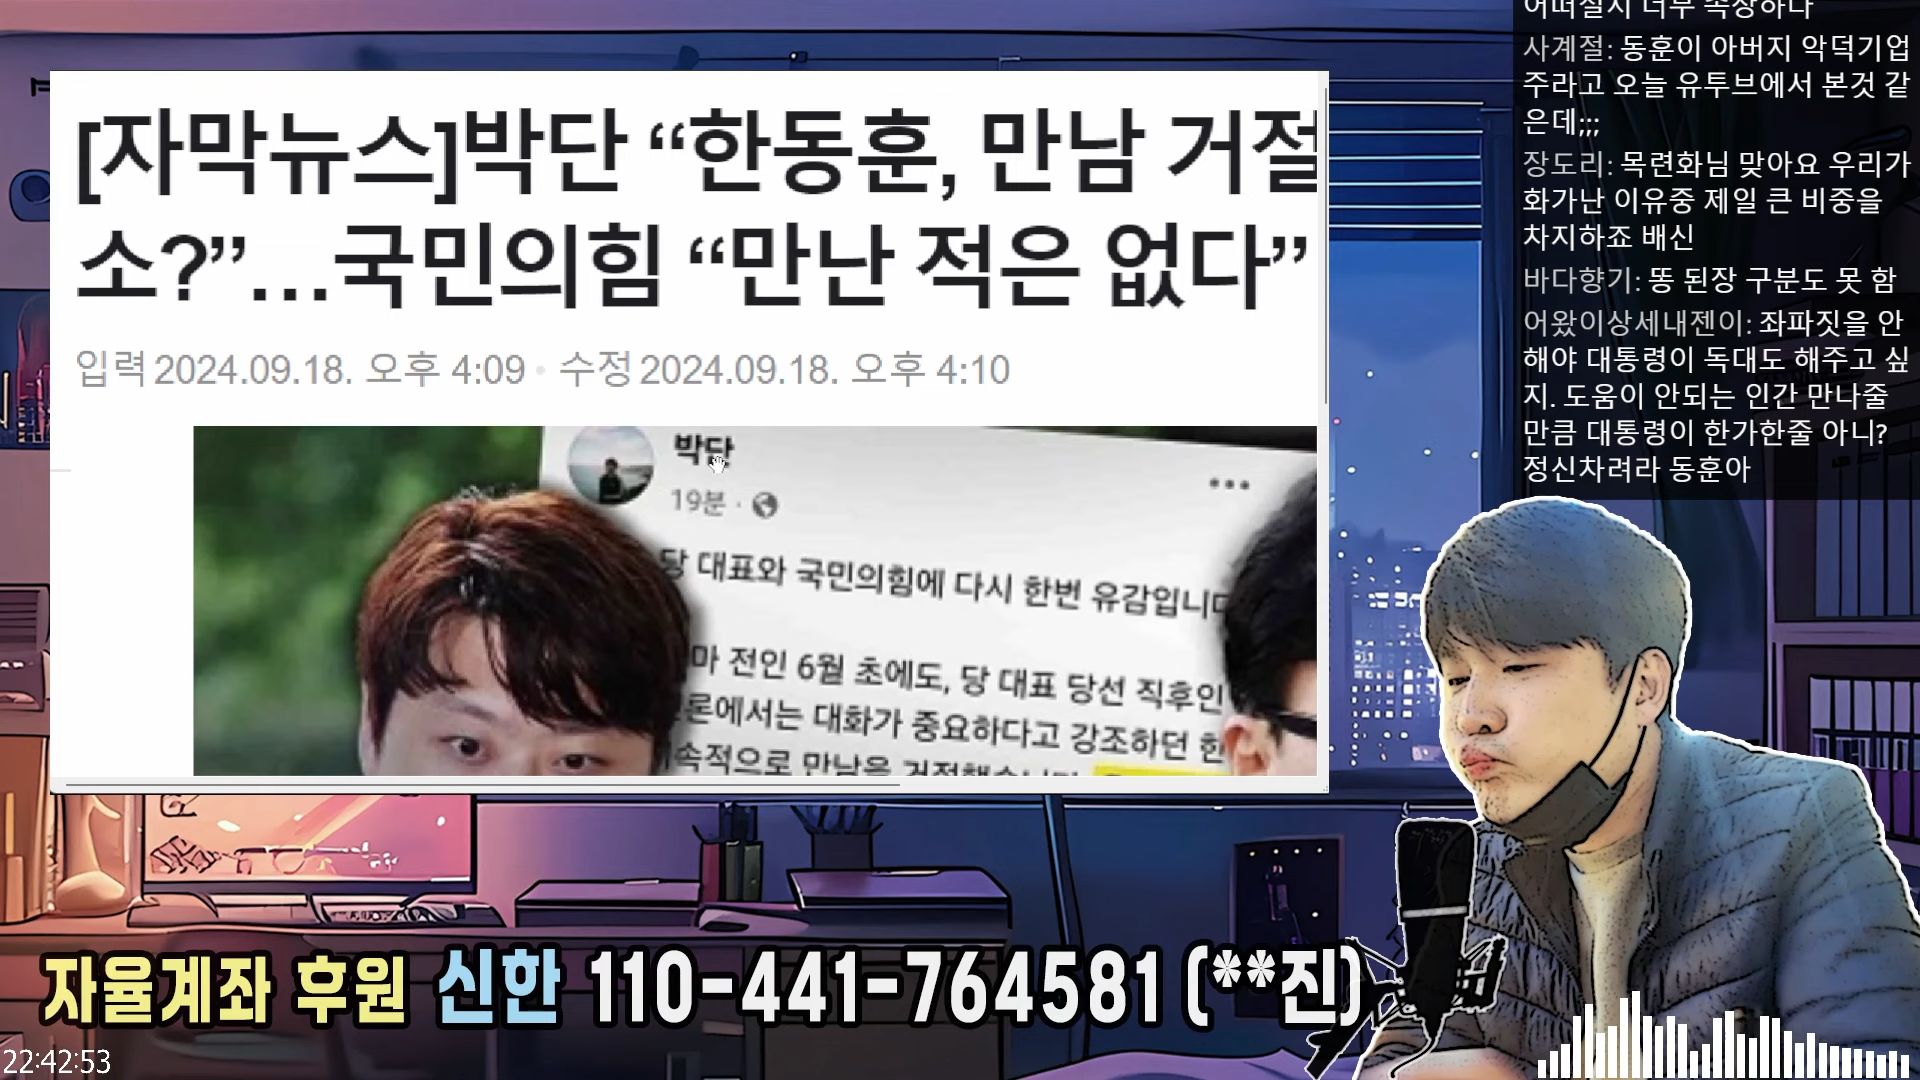 [자막뉴스]박단 “한동훈, 만남 거절
소?”…국민의힘 “만난 적은 없다”
입력 2024.09.18. 오후 4:09 · 수정 2024.09.18. 오후 4:10
박단
19분 ·
당 대표와 국민의힘에 다시 한번 유감입니다
전인 6월 초에도, 당 대표 당선 직후인
대화가 중요하다고 강조하던 한
만남을 거절했습니다
사계절: 동훈이 아버지 악덕기업
주라고 오늘 유투브에서 본것 같
은데;;;
장도리: 목련화님 맞아요 우리가
화가난 이유중 제일 큰 비중을
차지하죠 배신
바다향기: 똥 된장 구분도 못 함
어왔이상세내젠이: 좌파짓을 안
해야 대통령이 독대도 해주고 싶
지. 도움이 안되는 인간 만나줄
만큼 대통령이 한가한줄 아니?
정신차려라 동훈아
자율계좌 후원 신한 110-441-764581 (**진)
22:42:53